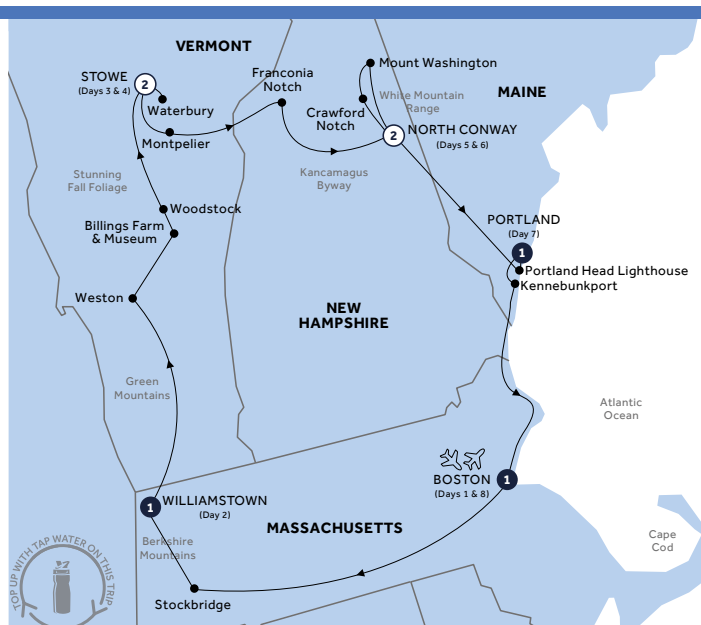 VERMONT
STOWE
(Days 3 & 4)
2
Waterbury
Montpelier
Franconia
Notch
Mount Washington
Crawford
Notch
White Mountain
Range
MAINE
2
NORTH CONWAY
(Days 5 & 6)
Kancamagus
Byway
Stunning
Fall Foliage
Woodstock
Billings Farm
& Museum
Weston
PORTLAND
(Day 7)
1
Portland Head Lighthouse
Kennebunkport
NEW
HAMPSHIRE
Green
Mountains
Atlantic
Ocean
BOSTON
(Days 1 & 8)
1
1
WILLIAMSTOWN
(Day 2)
MASSACHUSETTS
Berkshire
Mountains
Cape
Cod
Stockbridge
TOP UP WITH TAP WATER ON THIS TRIP